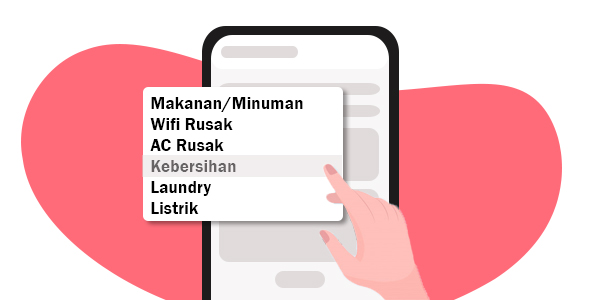 Makanan/Minuman
Wifi Rusak
AC Rusak
Kebersihan
Laundry
Listrik